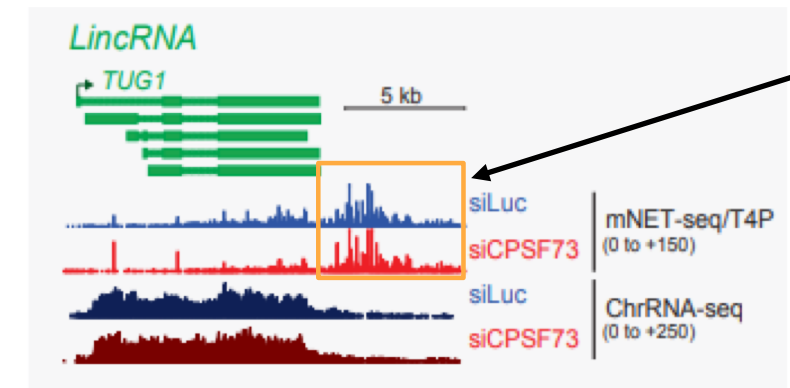 LincRNA
TUG1
5 kb
siLuc
siCPSF73
mNET-seq/T4P
(0 to +150)
siLuc
siCPSF73
ChrRNA-seq
(0 to +250)